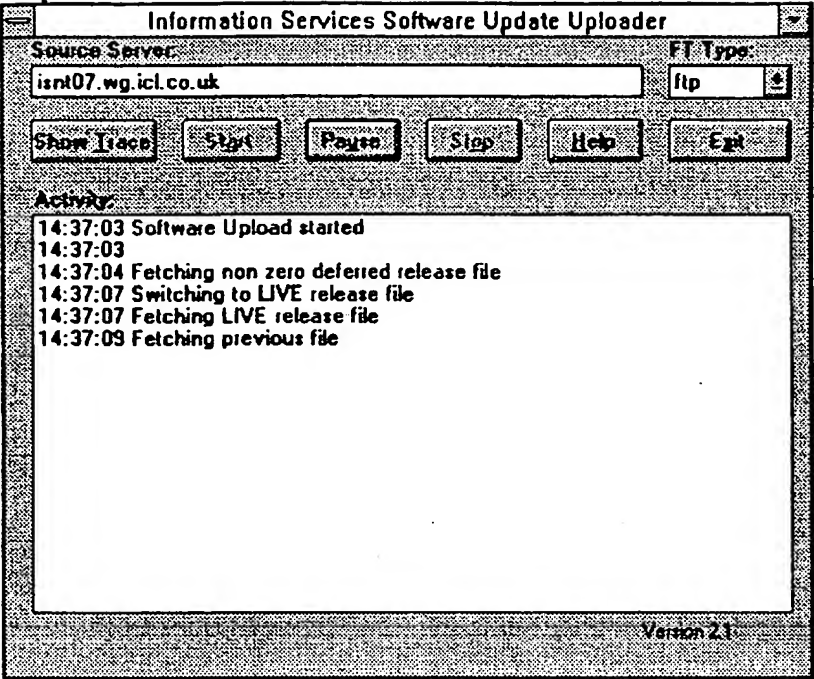 Information Services Software Update Uploader
Source Server: FT Type:
isnt07.wg.icl.co.uk ftp
Show Trace Start Pause Stop Help Exit
Activity:
14:37:03 Software Upload started
14:37:03
14:37:04 Fetching non zero deferred release file
14:37:07 Switching to LIVE release file
14:37:07 Fetching LIVE release file
14:37:09 Fetching previous file
Version 2.1